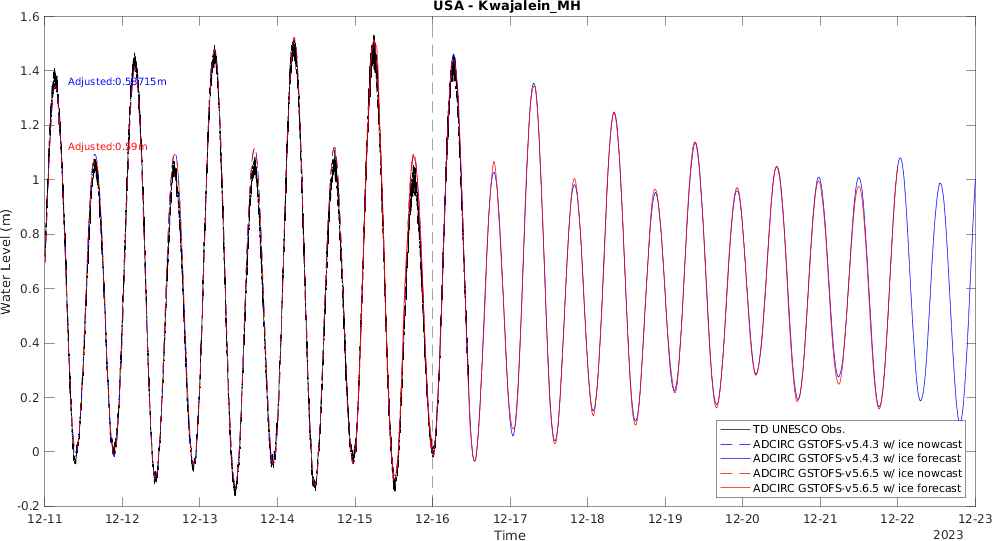 USA - Kwajalein_MH
1.6
1.4
1.2
1
0.8
0.6
0.4
0.2
0
-0.2
Water Level (m)
Adjusted:0.58715m
Adjusted:0.59m
TD UNESCO Obs.
ADCIRC GSTOFS-v5.4.3 w/ ice nowcast
ADCIRC GSTOFS-v5.4.3 w/ ice forecast
ADCIRC GSTOFS-v5.6.5 w/ ice nowcast
ADCIRC GSTOFS-v5.6.5 w/ ice forecast
12-11 12-12 12-13 12-14 12-15 12-16 12-17 12-18 12-19 12-20 12-21 12-22 12-23
Time
2023